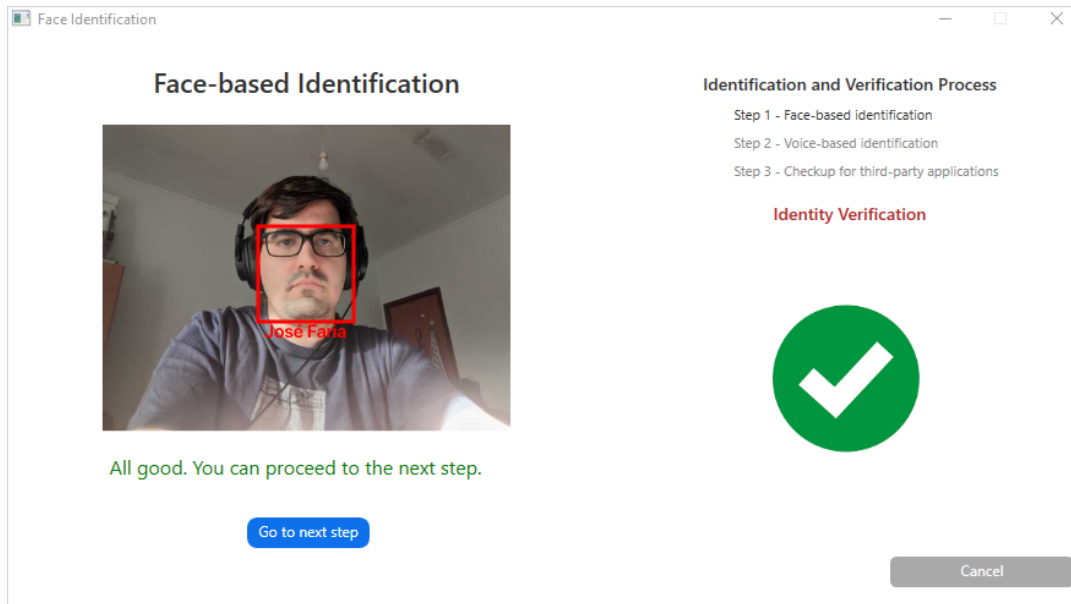 Face Identification
Face-based Identification
José Faria
All good. You can proceed to the next step.
Go to next step
Identification and Verification Process
Step 1 - Face-based identification
Step 2 - Voice-based identification
Step 3 - Checkup for third-party applications
Identity Verification
Cancel